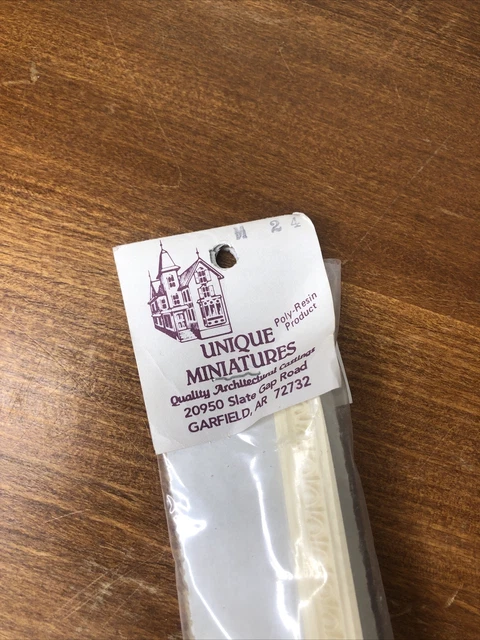 M 24
Poly-Resin
Product
UNIQUE
MINIATURES
Quality Architectural Castings
20950 Slate Gap Road
GARFIELD, AR 72732